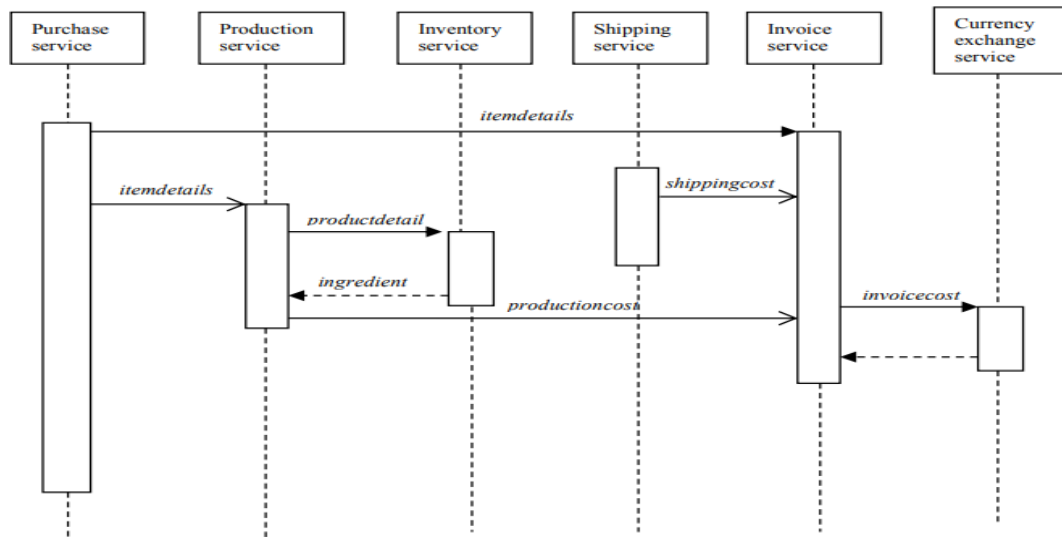 Purchase
service
Production
service
Inventory
service
Shipping
service
Invoice
service
Currency
exchange
service
itemdetails
shippingcost
itemdetails
productdetail
ingredient
productioncost
invoicecost